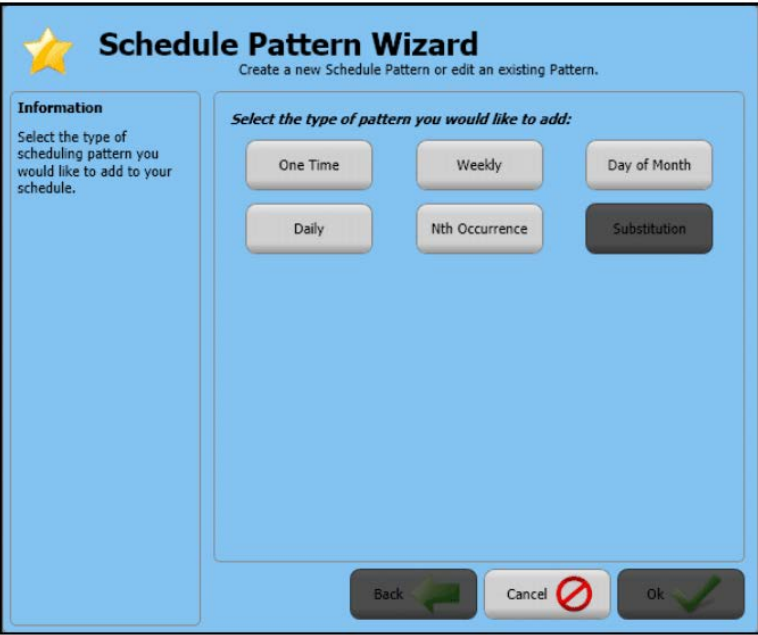 Schedule Pattern Wizard
Create a new Schedule Pattern or edit an existing Pattern.
Information
Select the type of
scheduling pattern you
would like to add to your
schedule.
Select the type of pattern you would like to add:
One Time
Weekly
Day of Month
Daily
Nth Occurrence
Substitution
Back
Cancel
Ok